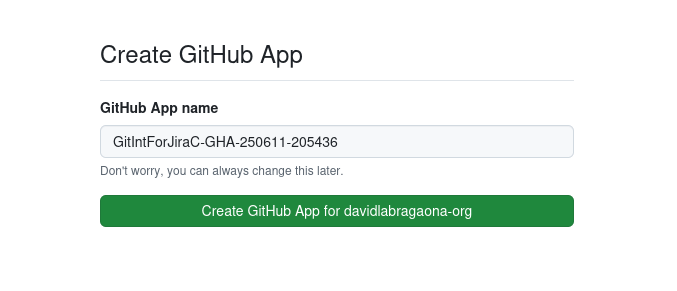 Create GitHub App
GitHub App name
GitIntForJiraC-GHA-250611-205436
Don't worry, you can always change this later.
Create GitHub App for davidlabragaona-org